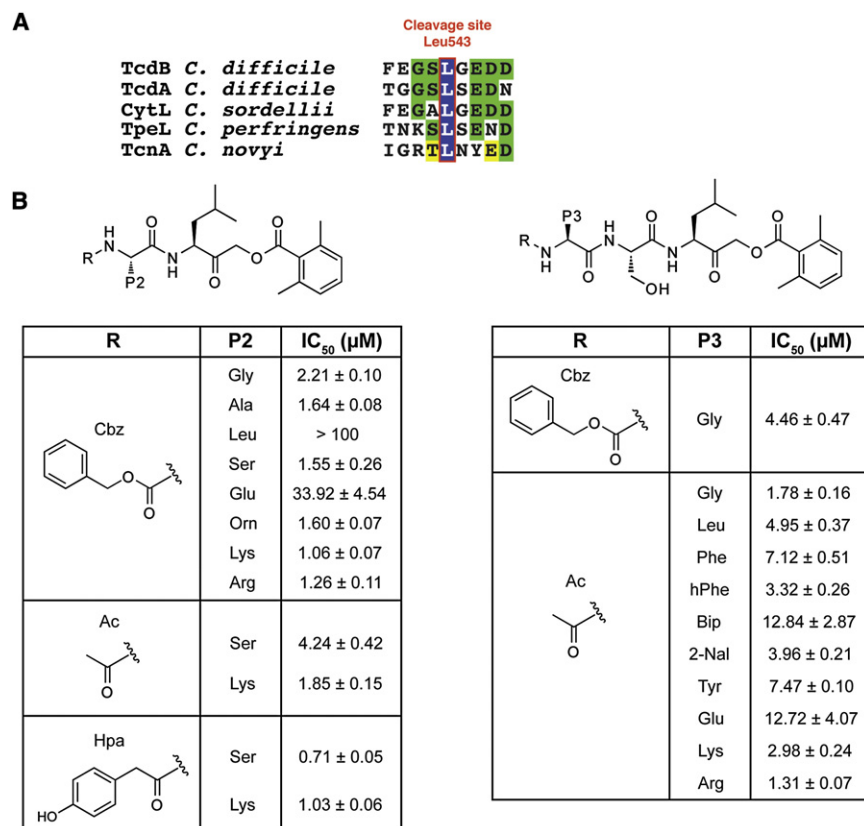 A
Cleavage site
Leu543
TcdB C. difficile FEGSLGEDD
TcdA C. difficile TGGSLSEDN
CytL C. sordellii FEGALGEDD
TpeL C. perfringens TNKSLSEND
TcnA C. novyi IGRTLNYED
B
R
H
N
P2
O
N
H
O
O
O
R
N
H
P3
O
H
N
OH
O
N
H
O
O
O
R P2 IC50 (µM)
Cbz
O
O
Gly 2.21 ± 0.10
Ala 1.64 ± 0.08
Leu > 100
Ser 1.55 ± 0.26
Glu 33.92 ± 4.54
Orn 1.60 ± 0.07
Lys 1.06 ± 0.07
Arg 1.26 ± 0.11
Ac
O
Ser 4.24 ± 0.42
Lys 1.85 ± 0.15
Hpa
HO
O
Ser 0.71 ± 0.05
Lys 1.03 ± 0.06
R P3 IC50 (µM)
Cbz
O
O
Gly 4.46 ± 0.47
Ac
O
Gly 1.78 ± 0.16
Leu 4.95 ± 0.37
Phe 7.12 ± 0.51
hPhe 3.32 ± 0.26
Bip 12.84 ± 2.87
2-Nal 3.96 ± 0.21
Tyr 7.47 ± 0.10
Glu 12.72 ± 4.07
Lys 2.98 ± 0.24
Arg 1.31 ± 0.07